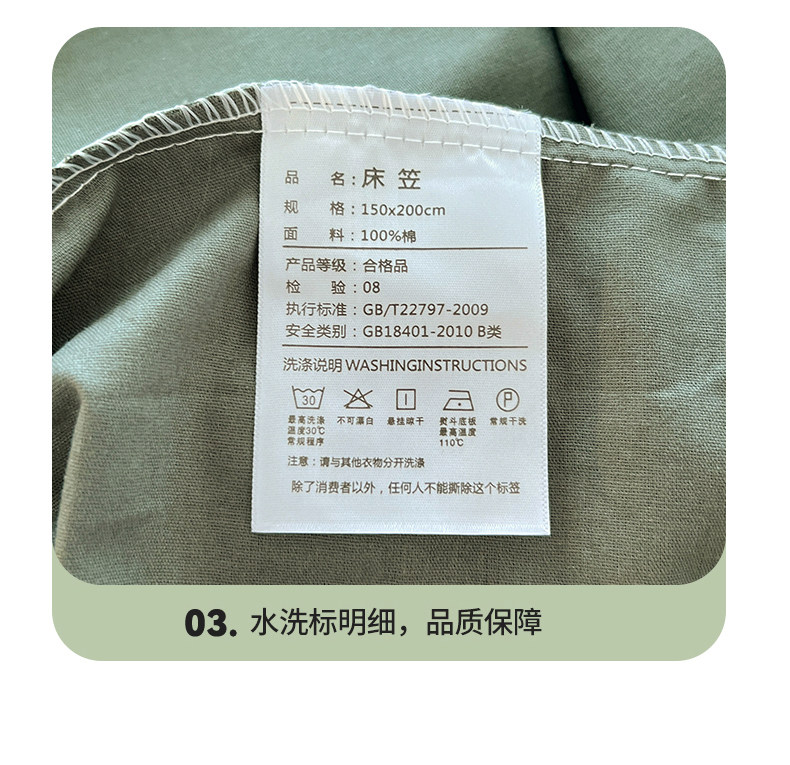 品 名：床笠
规 格：150x200cm
面 料：100%棉
产品等级：合格品
检 验：08
执行标准：GB/T22797-2009
安全类别：GB18401-2010 B类
洗涤说明 WASHINGINSTRUCTIONS
30
P
最高洗涤
温度30℃
常规程序
不可漂白
悬挂晾干
熨斗底板
最高温度
110℃
常规干洗
注意：请与其他衣物分开洗涤
除了消费者以外，任何人不能撕除这个标签
03. 水洗标明细，品质保障